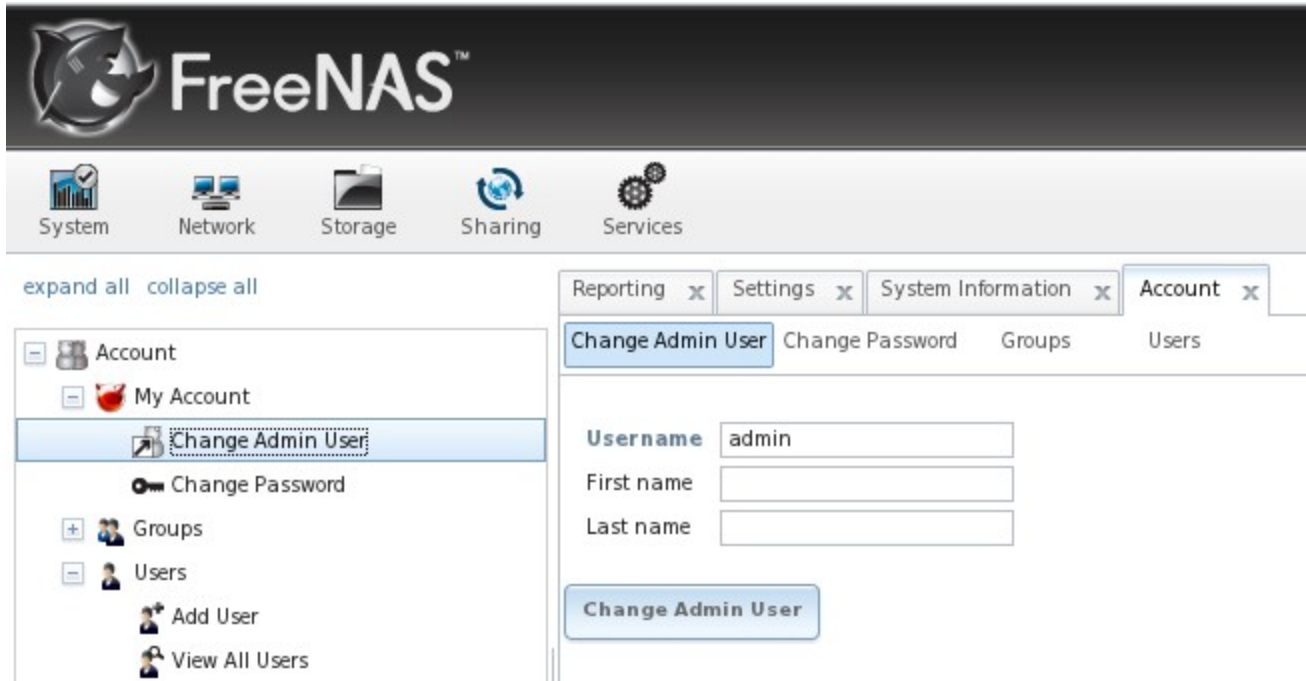 FreeNAS™
System Network Storage Sharing Services
expand all collapse all
Account
My Account
Change Admin User
Change Password
Groups
Users
Add User
View All Users
Reporting x Settings x System Information x Account x
Change Admin User Change Password Groups Users
Username admin
First name
Last name
Change Admin User